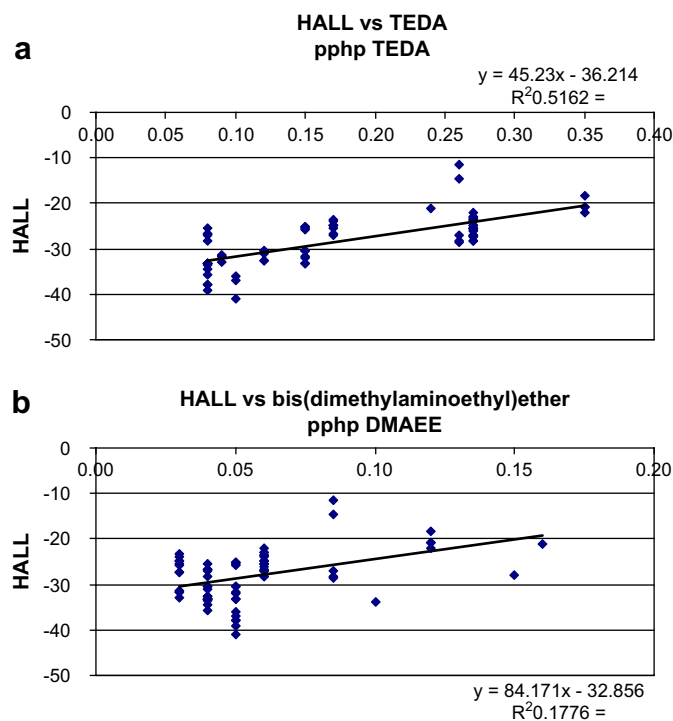 HALL vs TEDA
a
pphp TEDA
y = 45.23x - 36.214
R²0.5162 =
0
0.00 0.05 0.10 0.15 0.20 0.25 0.30 0.35 0.40
-10
-20
-30
-40
-50
HALL
b
HALL vs bis(dimethylaminoethyl)ether
pphp DMAEE
0
0.00 0.05 0.10 0.15 0.20
-10
-20
-30
-40
-50
HALL
y = 84.171x - 32.856
R²0.1776 =